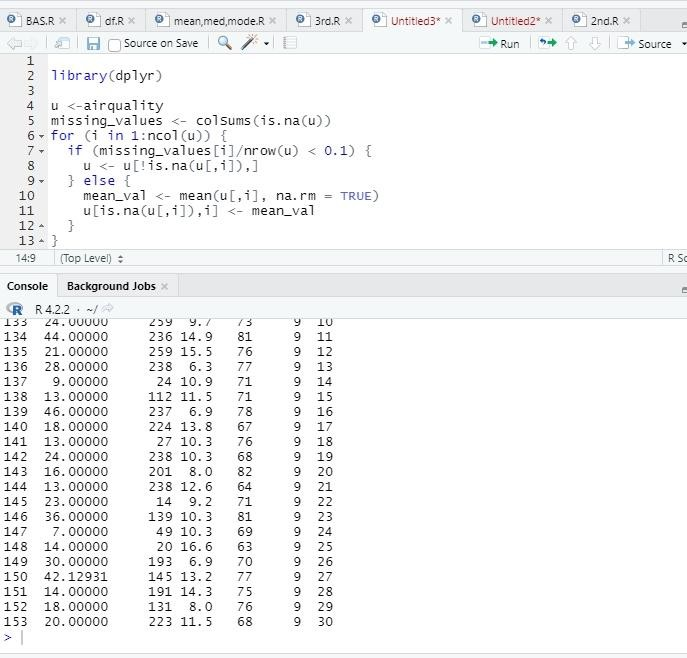 BAS.R × df.R × mean,med,mode.R × 3rd.R × Untitled3* × Untitled2* × 2nd.R ×
Source on Save Run Source
1
2 library(dplyr)
3
4 u <-airquality
5 missing_values <- colSums(is.na(u))
6 for (i in 1:ncol(u)) {
7 if (missing_values[i]/nrow(u) < 0.1) {
8 u <- u[!is.na(u[,i]),]
9 } else {
10 mean_val <- mean(u[,i], na.rm = TRUE)
11 u[is.na(u[,i]),i] <- mean_val
12 }
13 }
14:9 (Top Level) R Sc
Console Background Jobs ×
R R 4.2.2 · ~/
133 24.00000 259 9.7 73 9 10
134 44.00000 236 14.9 81 9 11
135 21.00000 259 15.5 76 9 12
136 28.00000 238 6.3 77 9 13
137 9.00000 24 10.9 71 9 14
138 13.00000 112 11.5 71 9 15
139 46.00000 237 6.9 78 9 16
140 18.00000 224 13.8 67 9 17
141 13.00000 27 10.3 76 9 18
142 24.00000 238 10.3 68 9 19
143 16.00000 201 8.0 82 9 20
144 13.00000 238 12.6 64 9 21
145 23.00000 14 9.2 71 9 22
146 36.00000 139 10.3 81 9 23
147 7.00000 49 10.3 69 9 24
148 14.00000 20 16.6 63 9 25
149 30.00000 193 6.9 70 9 26
150 42.12931 145 13.2 77 9 27
151 14.00000 191 14.3 75 9 28
152 18.00000 131 8.0 76 9 29
153 20.00000 223 11.5 68 9 30
>